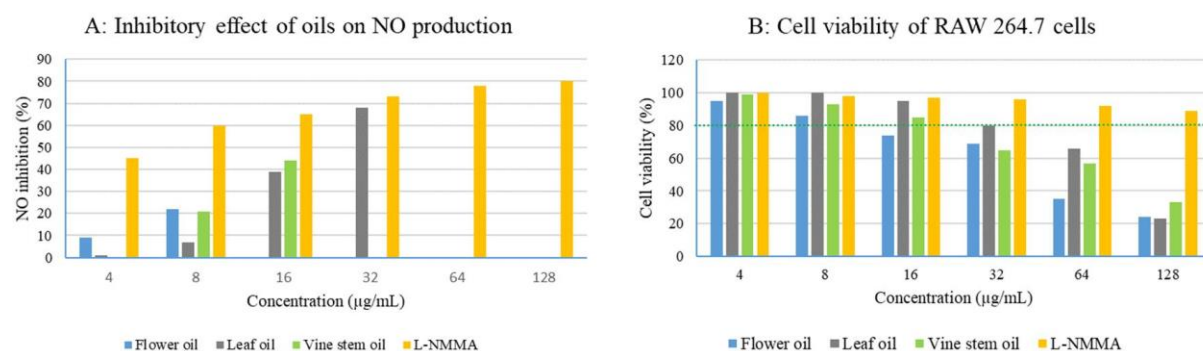 A: Inhibitory effect of oils on NO production
NO inhibition (%)
90
80
70
60
50
40
30
20
10
0
4 8 16 32 64 128
Concentration (µg/mL)
Flower oil Leaf oil Vine stem oil L-NMMA
B: Cell viability of RAW 264.7 cells
Cell viability (%)
120
100
80
60
40
20
0
4 8 16 32 64 128
Concentration (µg/mL)
Flower oil Leaf oil Vine stem oil L-NMMA